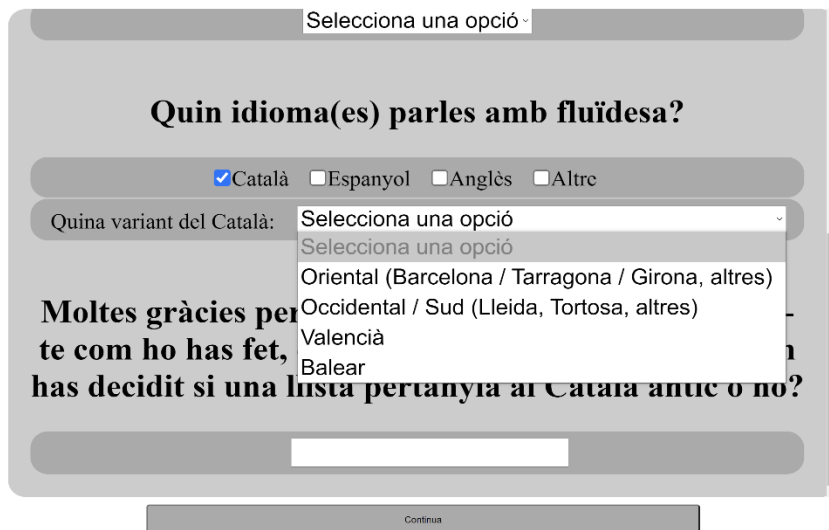 Selecciona una opció
Quin idioma(es) parles amb fluïdesa?
Català Espanyol Anglès Altre
Quina variant del Català: Selecciona una opció
Selecciona una opció
Oriental (Barcelona / Tarragona / Girona, altres)
Occidental / Sud (Lleida, Tortosa, altres)
Valencià
Balear
Moltes gràcies per -
te com ho has fet,
has decidit si una llista pertanyia al Català antic o no?
Continua